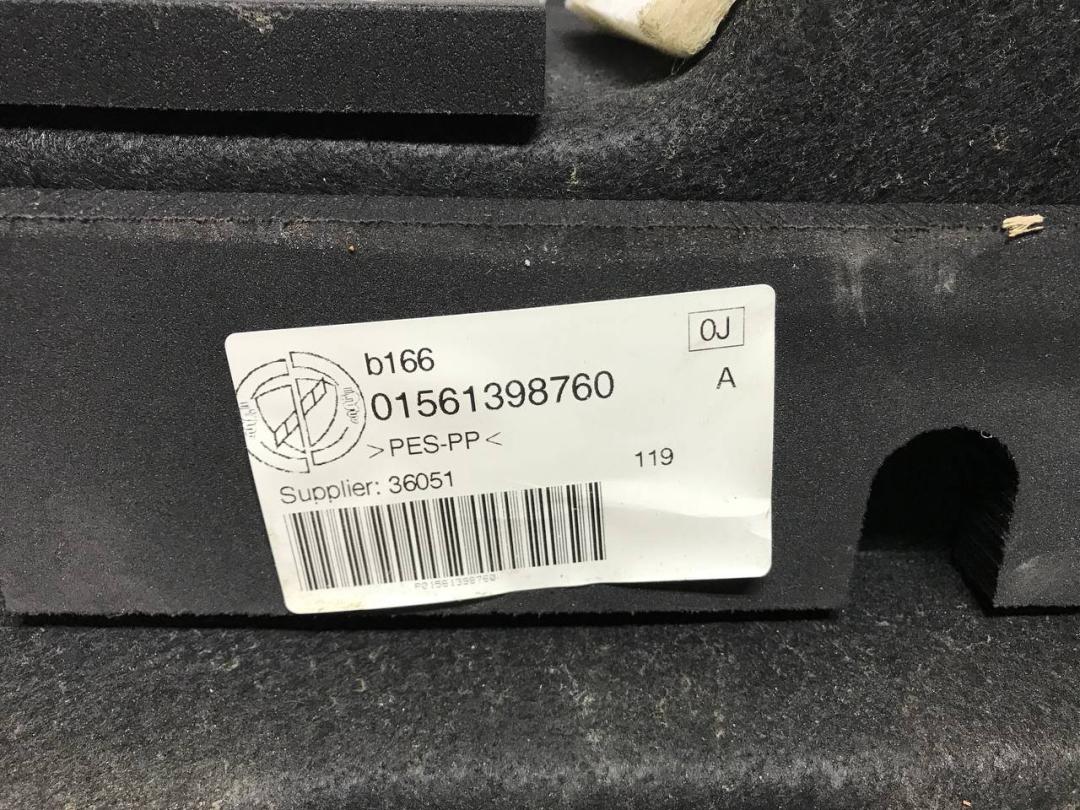 0J
b166
A
01561398760
>PES-PP<
119
Supplier: 36051
P01561398760